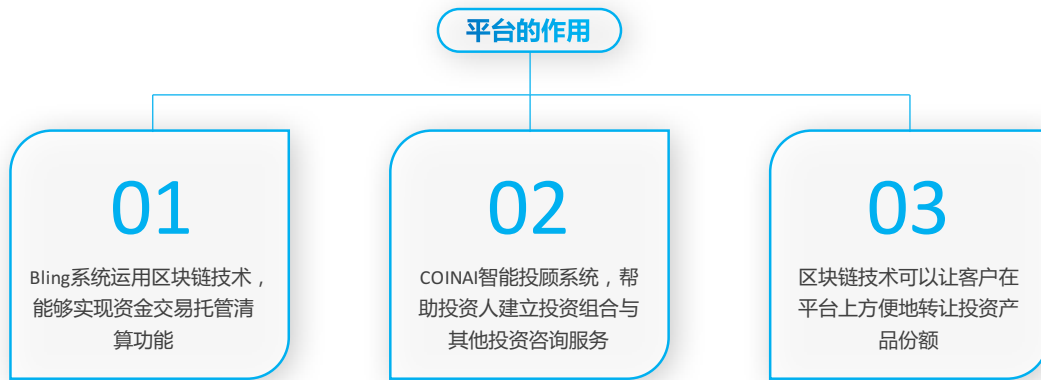 平台的作用
01
Bling系统运用区块链技术，
能够实现资金交易托管清
算功能
02
COINAI智能投顾系统，帮
助投资人建立投资组合与
其他投资咨询服务
03
区块链技术可以让客户在
平台上方便地转让投资产
品份额